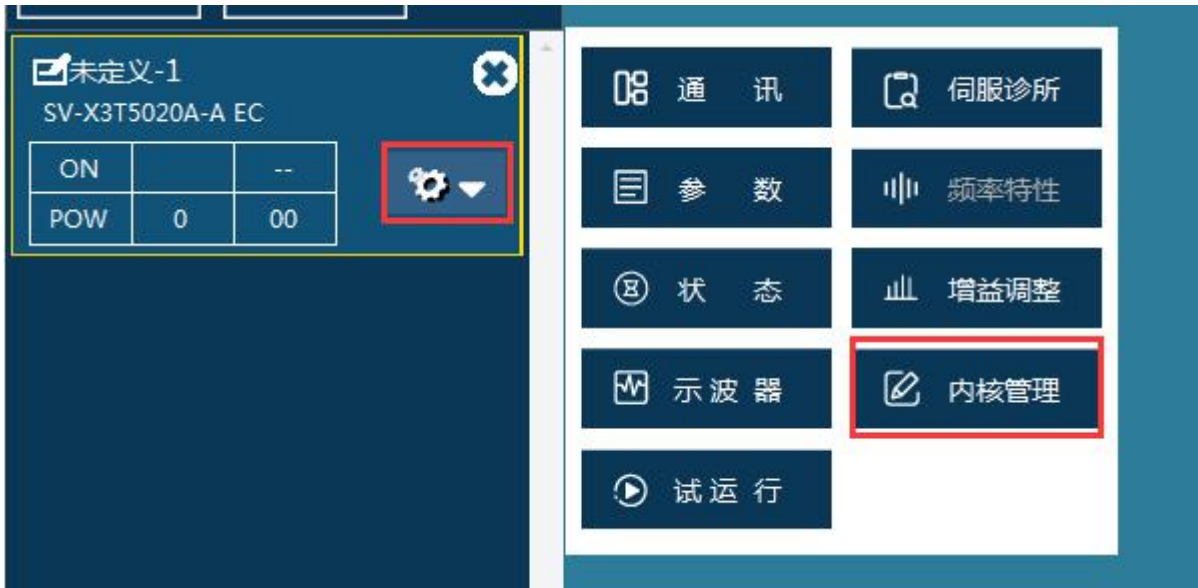 未定义-1
SV-X3T5020A-A EC
ON --
POW 0 00
通 讯
伺服诊所
参 数
频率特性
状 态
增益调整
示波器
内核管理
试运行